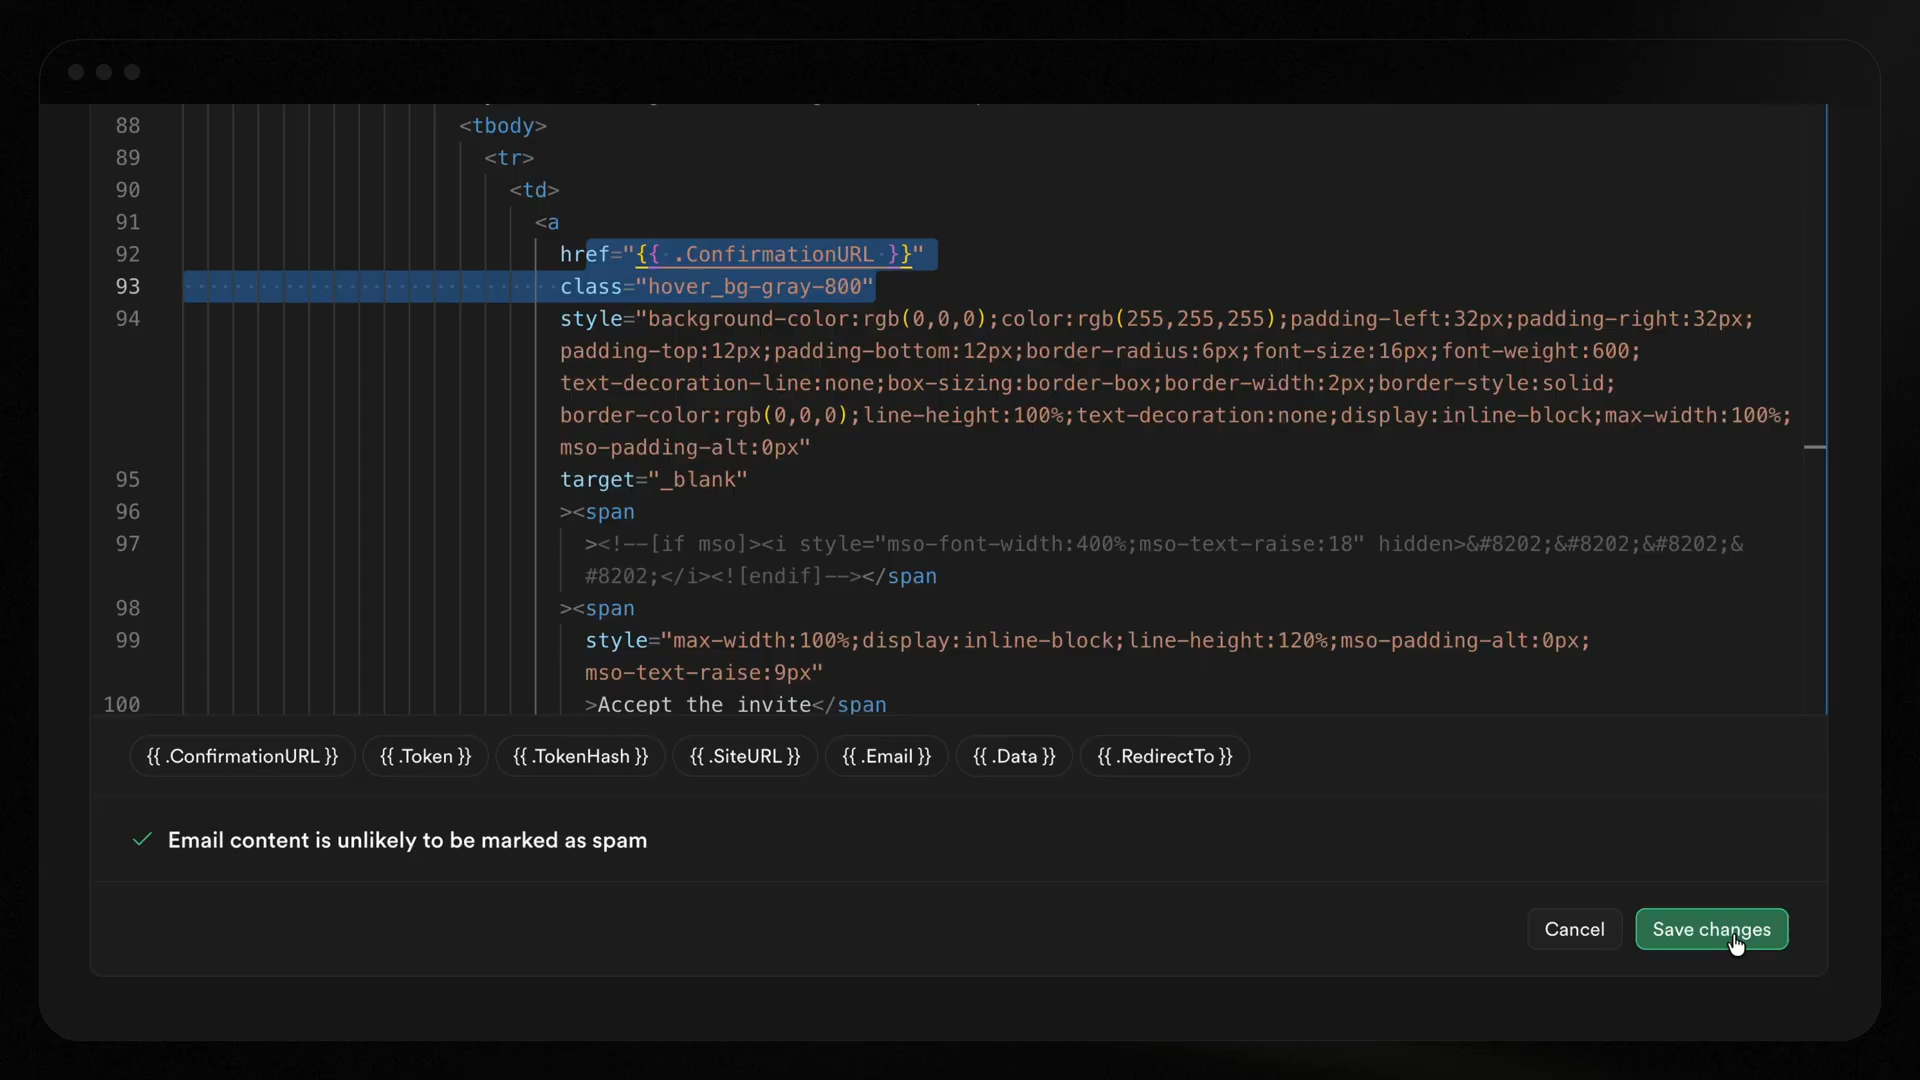 88 <tbody>
89 <tr>
90 <td>
91 <a
92 href="{{ .ConfirmationURL }}"
93 class="hover_bg-gray-800"
94 style="background-color:rgb(0,0,0);color:rgb(255,255,255);padding-left:32px;padding-right:32px;
padding-top:12px;padding-bottom:12px;border-radius:6px;font-size:16px;font-weight:600;
text-decoration-line:none;box-sizing:border-box;border-width:2px;border-style:solid;
border-color:rgb(0,0,0);line-height:100%;text-decoration:none;display:inline-block;max-width:100%;
mso-padding-alt:0px"
95 target="_blank"
96 ><span
97 ><!--[if mso]><i style="mso-font-width:400%;mso-text-raise:18" hidden>&#8202;&#8202;&#8202;&
#8202;</i><![endif]--></span
98 ><span
99 style="max-width:100%;display:inline-block;line-height:120%;mso-padding-alt:0px;
mso-text-raise:9px"
100 >Accept the invite</span
{{ .ConfirmationURL }} {{ .Token }} {{ .TokenHash }} {{ .SiteURL }} {{ .Email }} {{ .Data }} {{ .RedirectTo }}
Email content is unlikely to be marked as spam
Cancel Save changes